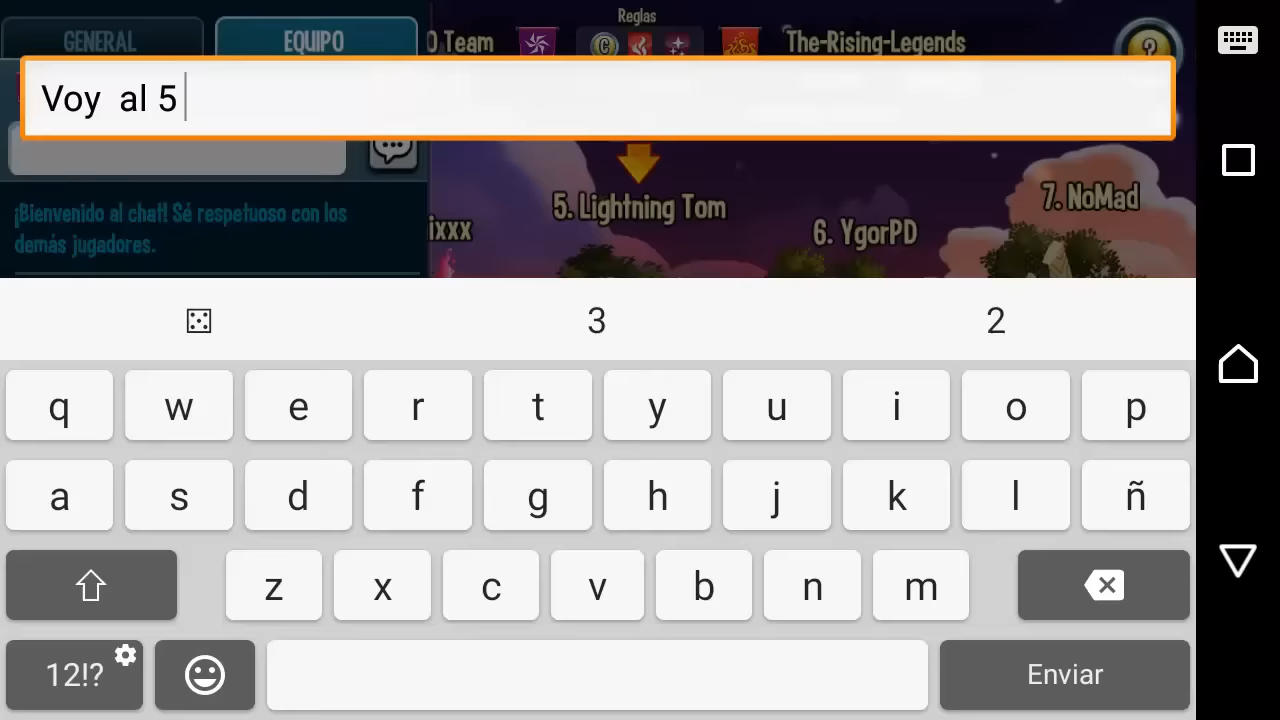 Reglas
GENERAL
EQUIPO
Team
The-Rising-Legends
C
?
Voy  al 5
¡Bienvenido al chat! Sé respetuoso con los
demás jugadores.
ixxx
5. Lightning Tom
6. YgorPD
7. NoMad
3 2
q w e r t y u i o p
a s d f g h j k l ñ
z x c v b n m
12!? Enviar